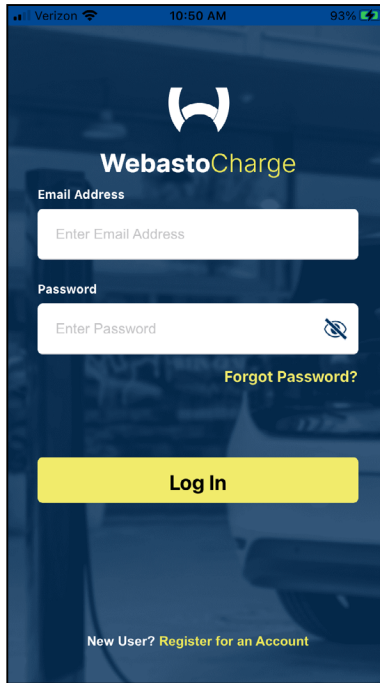 Verizon 10:50 AM 93%
WebastoCharge
Email Address
Enter Email Address
Password
Enter Password
Forgot Password?
Log In
New User? Register for an Account